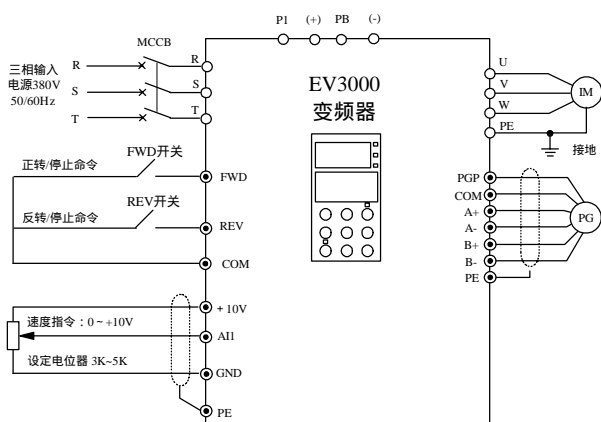 P1 (+) PB (-)
MCCB
三相输入
电源380V
50/60Hz
R
S
T
R
S
T
EV3000
变频器
U
V
W
PE
IM
接地
正转/停止命令
FWD开关
FWD
反转/停止命令
REV开关
REV
COM
PGP
COM
A+
A-
B+
B-
PE
PG
+10V
速度指令：0～+10V
AI1
设定电位器 3K~5K
GND
PE